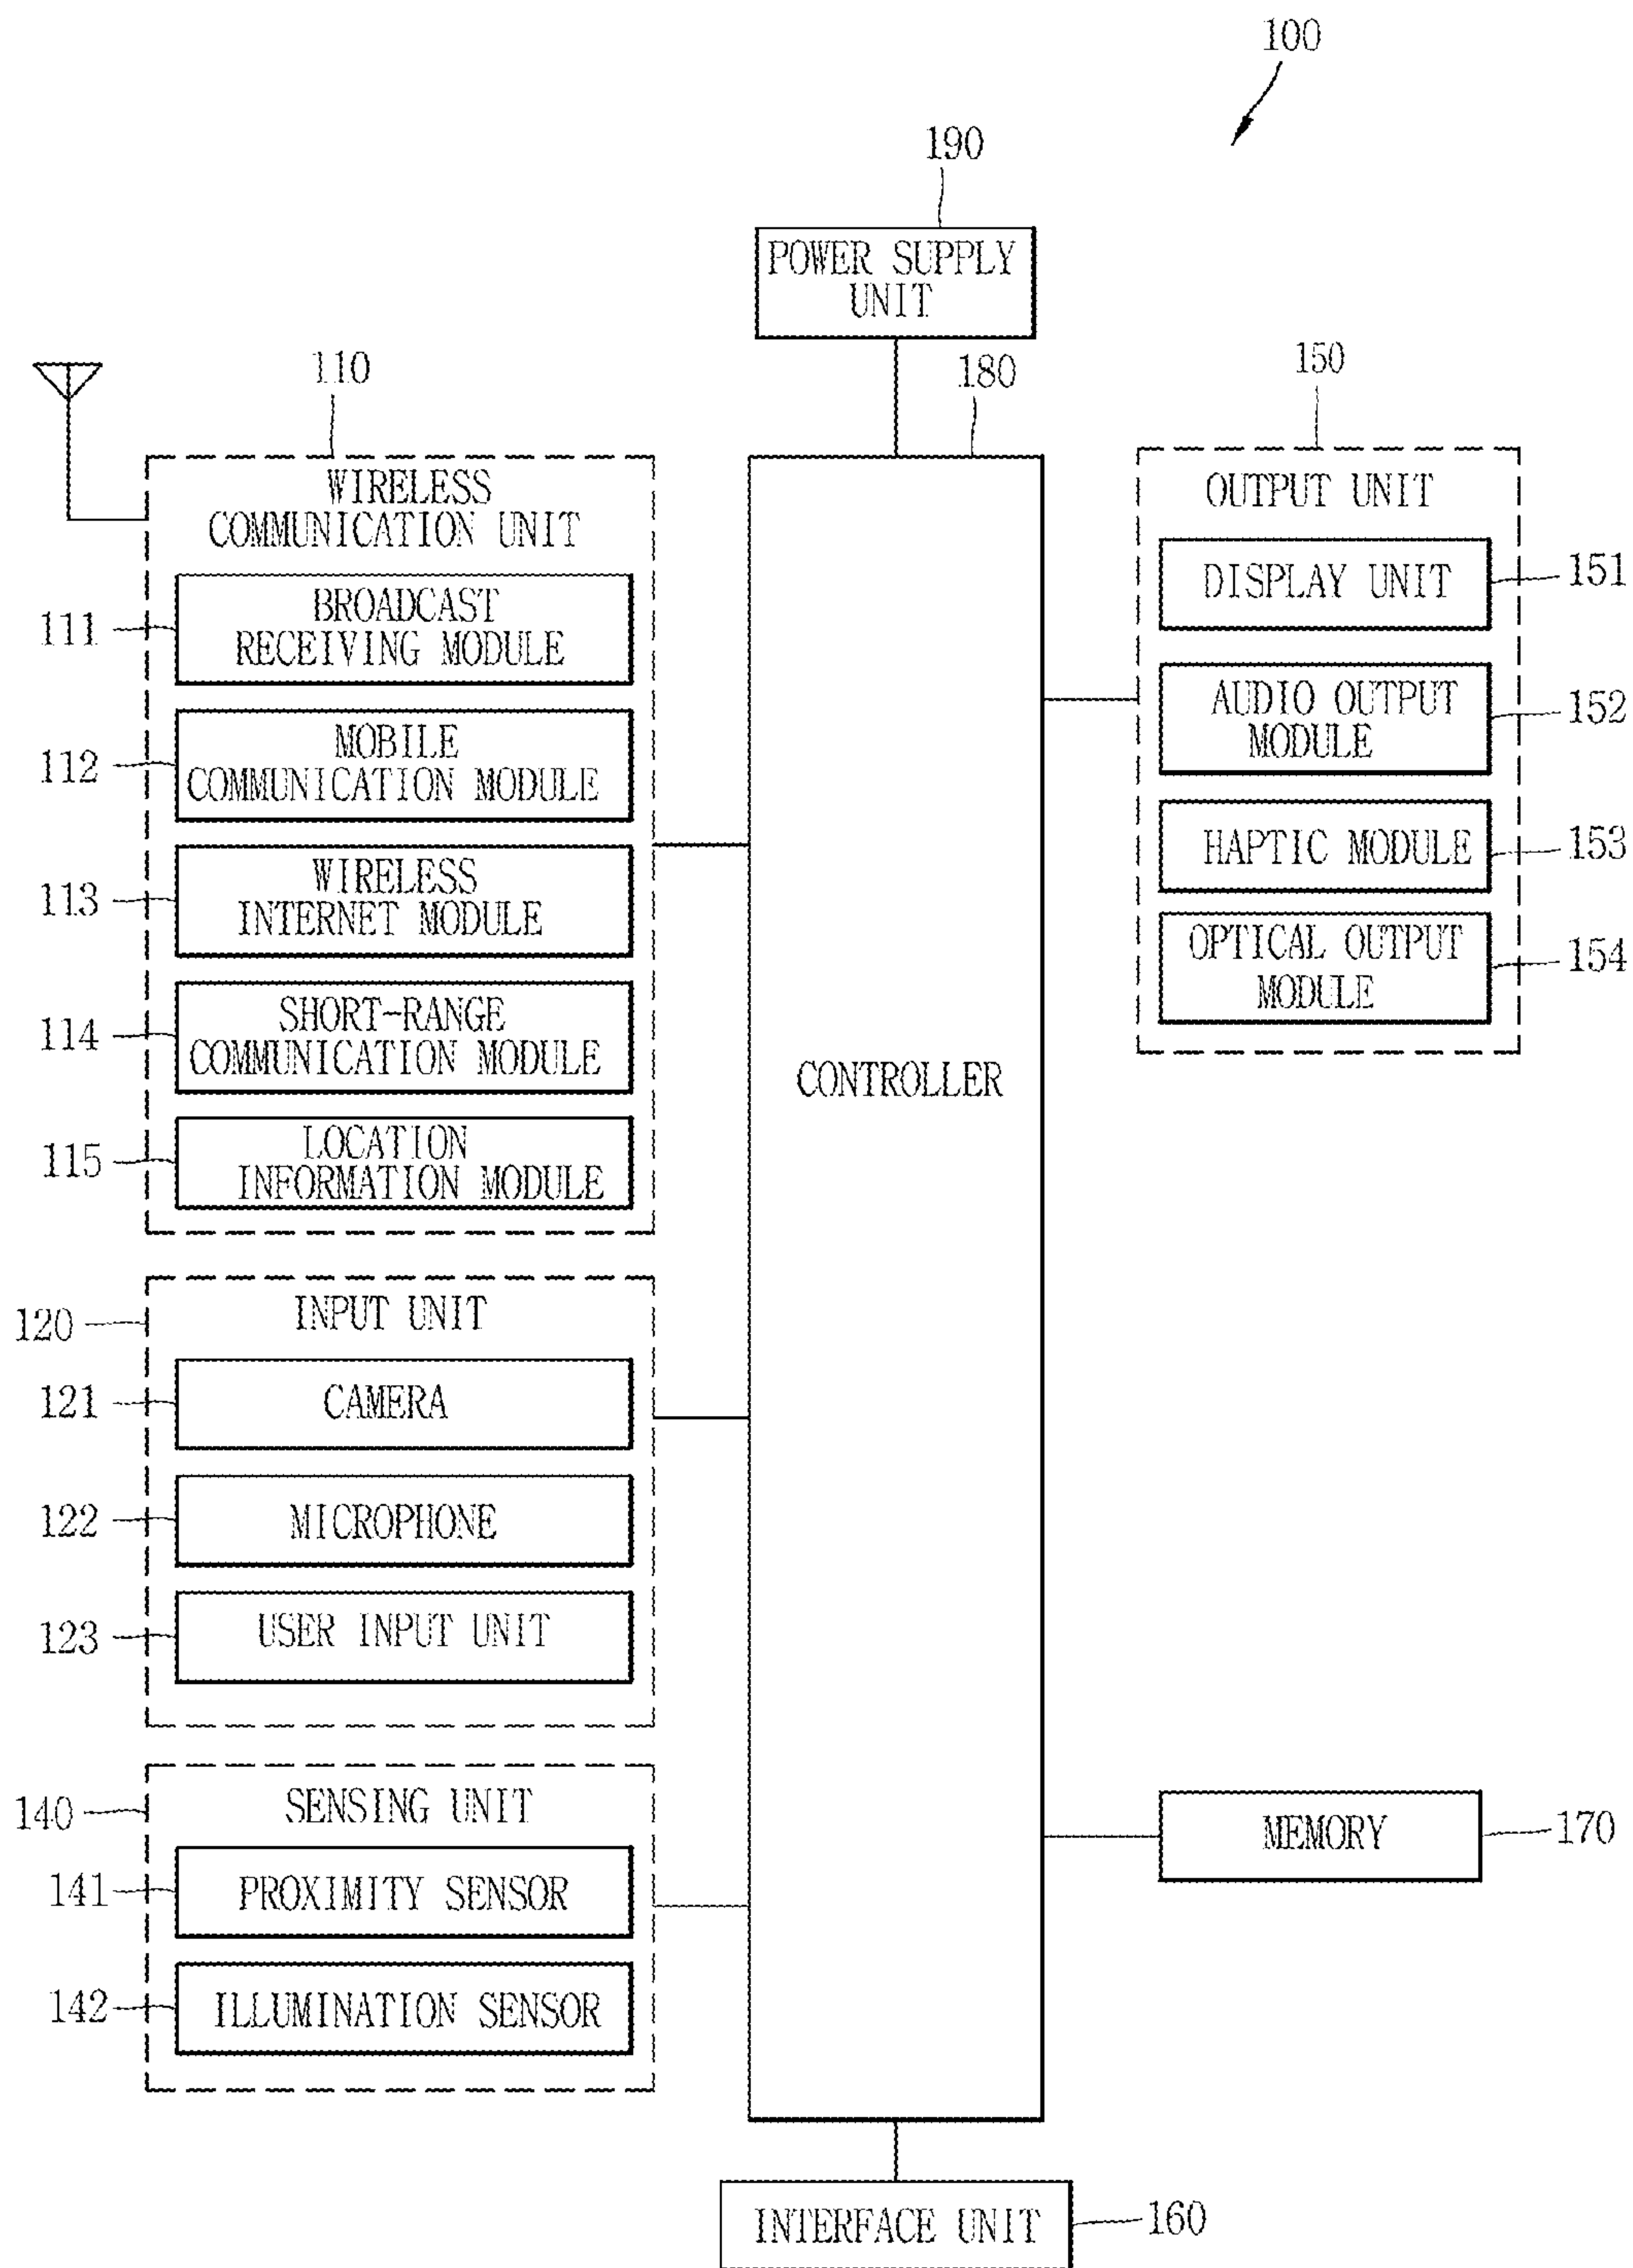 100
190
POWER SUPPLY
UNIT
110
180
150
WIRELESS
COMMUNICATION UNIT
111
BROADCAST
RECEIVING MODULE
112
MOBILE
COMMUNICATION MODULE
113
WIRELESS
INTERNET MODULE
114
SHORT-RANGE
COMMUNICATION MODULE
115
LOCATION
INFORMATION MODULE
120
INPUT UNIT
121
CAMERA
122
MICROPHONE
123
USER INPUT UNIT
140
SENSING UNIT
141
PROXIMITY SENSOR
142
ILLUMINATION SENSOR
CONTROLLER
OUTPUT UNIT
DISPLAY UNIT
151
AUDIO OUTPUT
MODULE
152
HAPTIC MODULE
153
OPTICAL OUTPUT
MODULE
154
MEMORY
170
INTERFACE UNIT
160